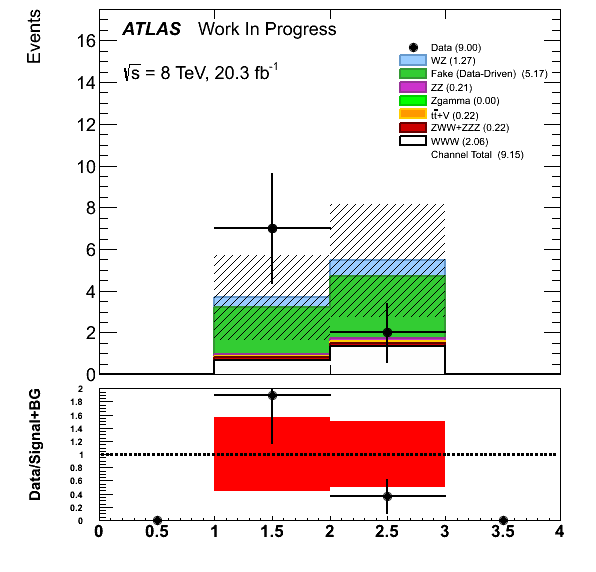 Events
ATLAS Work In Progress
√s = 8 TeV, 20.3 fb⁻¹
Data (9.00)
WZ (1.27)
Fake (Data-Driven) (5.17)
ZZ (0.21)
Zgamma (0.00)
tt̄+V (0.22)
ZWW+ZZZ (0.22)
WWW (2.06)
Channel Total (9.15)
16
14
12
10
8
6
4
2
0
Data/Signal+BG
2
1.8
1.6
1.4
1.2
1
0.8
0.6
0.4
0.2
0
0 0.5 1 1.5 2 2.5 3 3.5 4